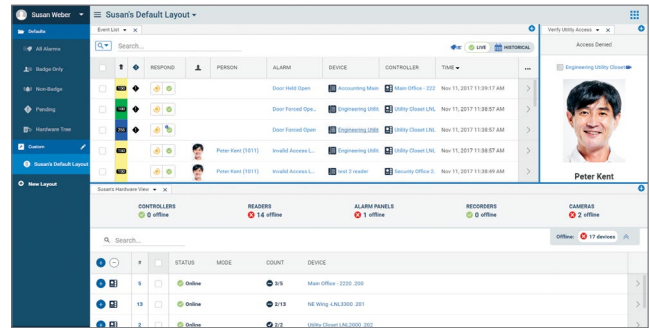 Susan Weber
Susan's Default Layout
Defaults
All Alarms
Badge Only
Non-Badge
Pending
Hardware Tree
Custom
Susan's Default Layout
New Layout
Event List
Search...
LIVE
HISTORICAL
RESPOND PERSON ALARM DEVICE CONTROLLER TIME
Door Held Open Accounting Main Main Office - 222 Nov 11, 2017 11:39:17 AM
100 Door Forced Ope... Engineering Utilit Utility Closet LNL Nov 11, 2017 11:38:57 AM
Door Forced Open Engineering Utilit Utility Closet LNL Nov 11, 2017 11:38:57 AM
Peter Kent (1011) Invalid Access L... Engineering Utilit Utility Closet LNL Nov 11, 2017 11:38:57 AM
Peter Kent (1011) Invalid Access L... test 2 reader Security Office 2. Nov 11, 2017 11:38:49 AM
Verify Utility Access
Access Denied
Engineering Utility Closet
Peter Kent
Susan's Hardware View
CONTROLLERS READERS ALARM PANELS RECORDERS CAMERAS
0 offline 14 offline 1 offline 0 offline 2 offline
Search...
Offline: 17 devices
# STATUS MODE COUNT DEVICE
5 Online 3/5 Main Office - 2220 .200
13 Online 2/13 NE Wing -LNL3300 .201
2 Online 2/2 Utility Closet LNL2000 .202